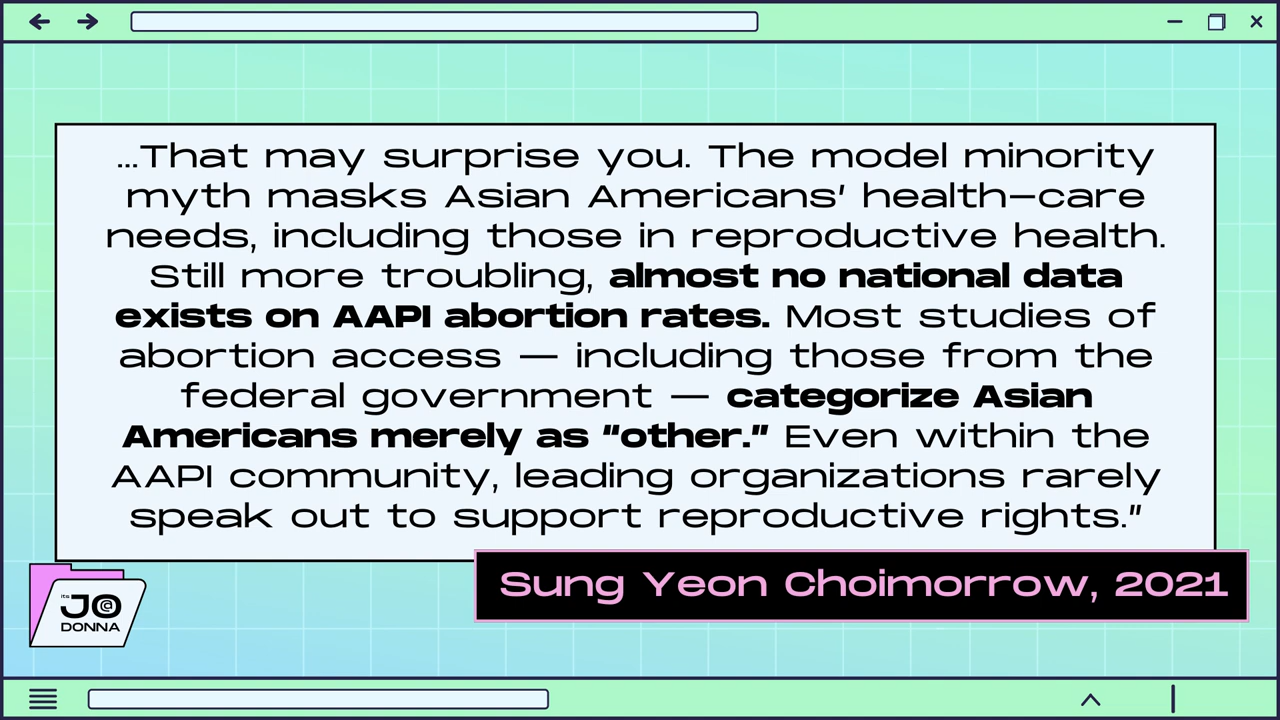 ...That may surprise you. The model minority
myth masks Asian Americans' health–care
needs, including those in reproductive health.
Still more troubling, almost no national data
exists on AAPI abortion rates. Most studies of
abortion access — including those from the
federal government — categorize Asian
Americans merely as “other.” Even within the
AAPI community, leading organizations rarely
speak out to support reproductive rights.”
Sung Yeon Choimorrow, 2021
its JO
DONNA